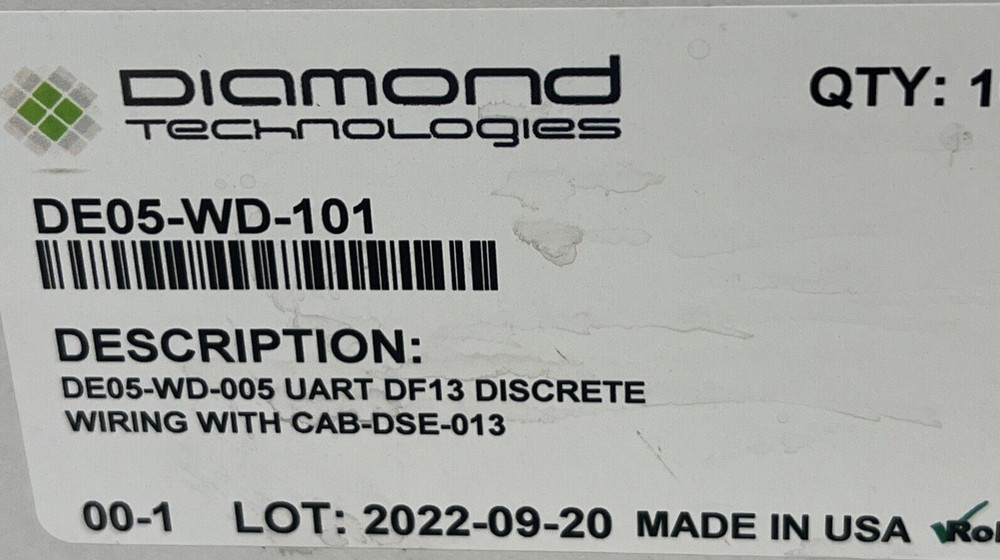 Diamond
Technologies
QTY: 1
DE05-WD-101
DESCRIPTION:
DE05-WD-005 UART DF13 DISCRETE
WIRING WITH CAB-DSE-013
00-1 LOT: 2022-09-20 MADE IN USA